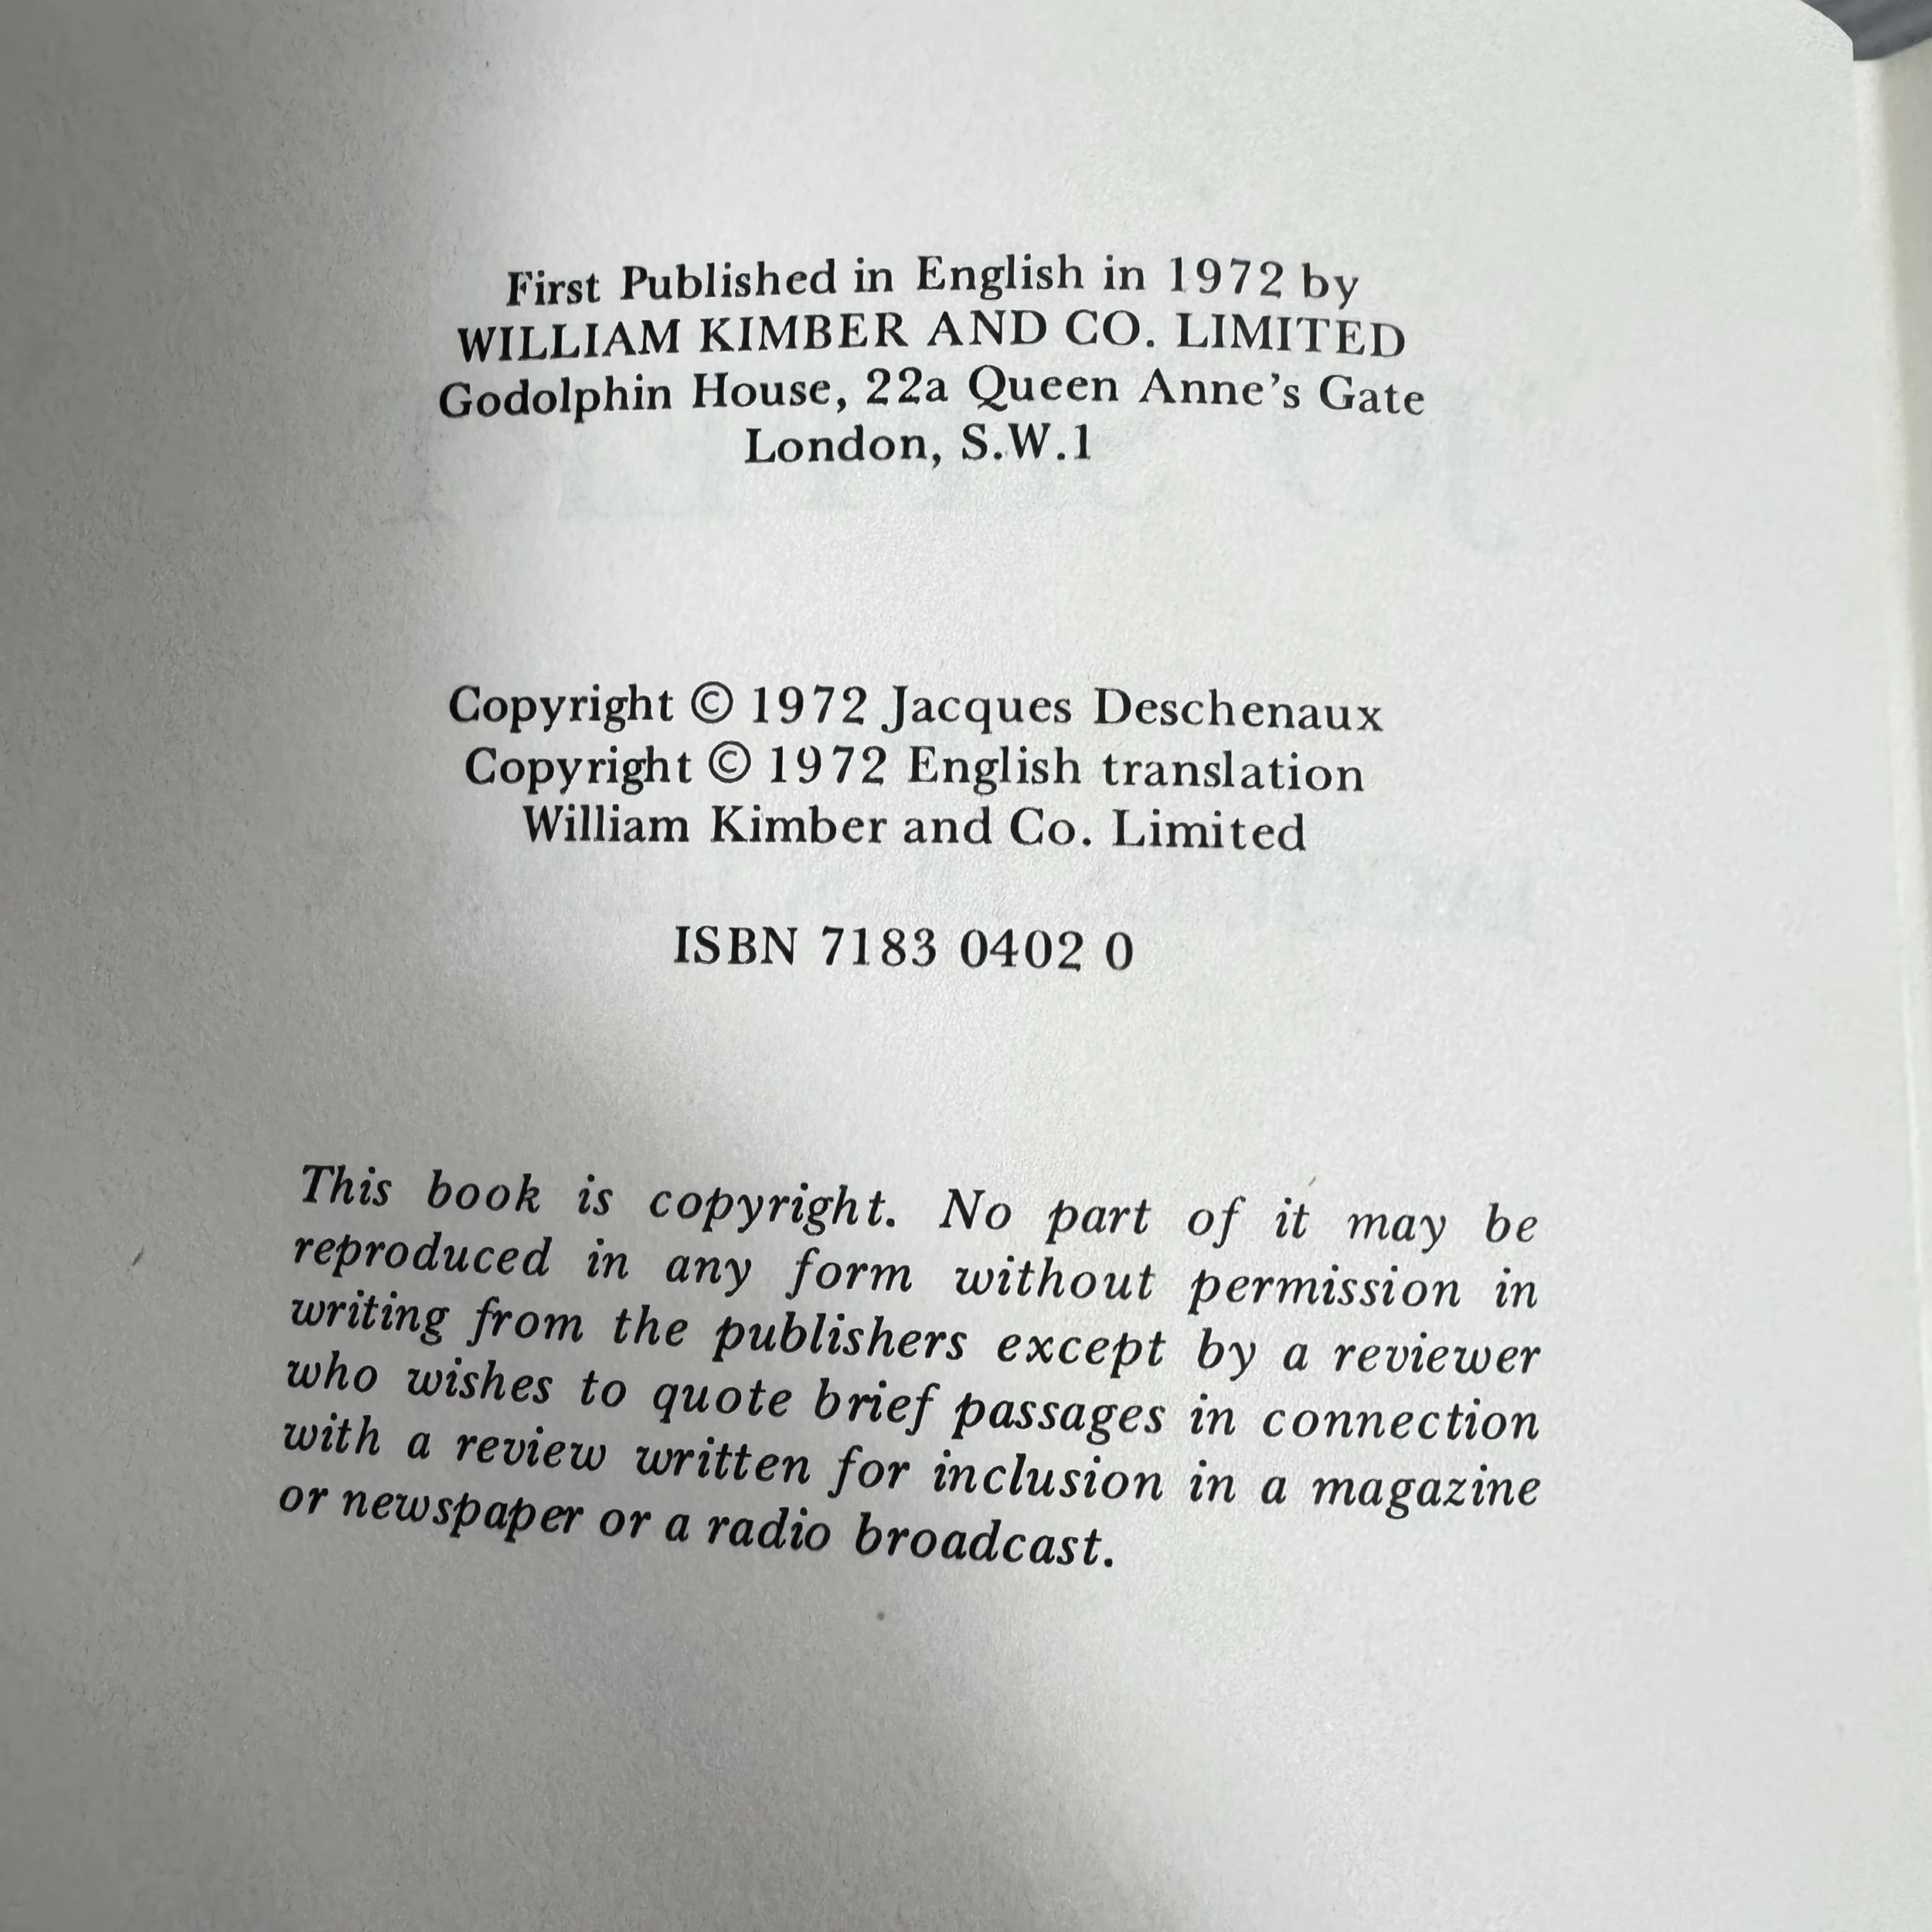 First Published in English in 1972 by
WILLIAM KIMBER AND CO. LIMITED
Godolphin House, 22a Queen Anne's Gate
London, S.W.1
Copyright © 1972 Jacques Deschenaux
Copyright © 1972 English translation
William Kimber and Co. Limited
ISBN 7183 0402 0
This book is copyright. No part of it may be
reproduced in any form without permission in
writing from the publishers except by a reviewer
who wishes to quote brief passages in connection
with a review written for inclusion in a magazine
or newspaper or a radio broadcast.